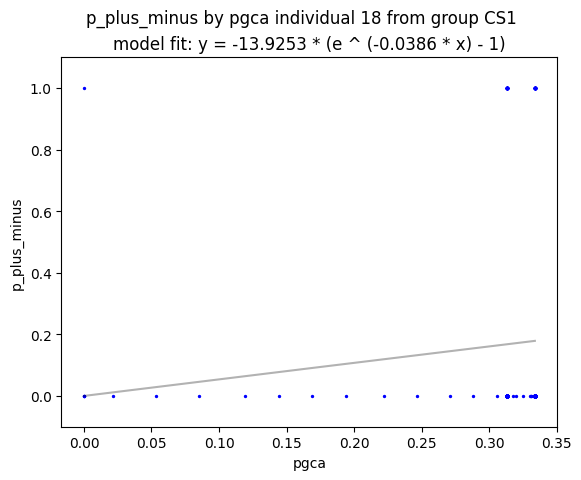 p_plus_minus by pgca individual 18 from group CS1
model fit: y = -13.9253 * (e ^ (-0.0386 * x) - 1)
1.0
0.8
0.6
0.4
0.2
0.0
p_plus_minus
0.00 0.05 0.10 0.15 0.20 0.25 0.30 0.35
pgca